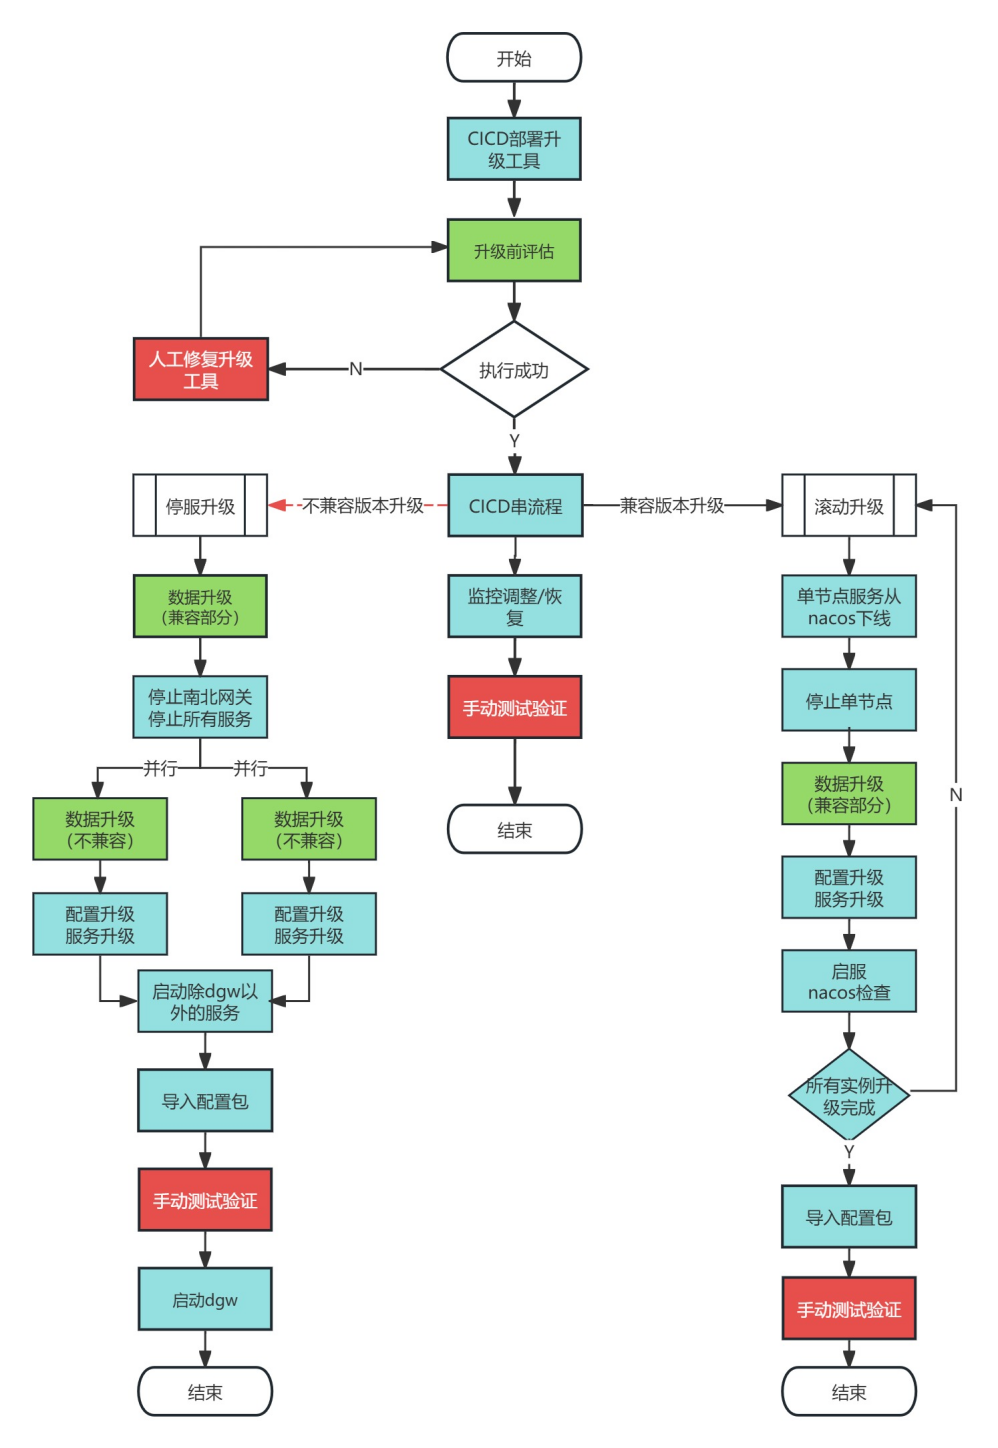 开始
CICD部署升
级工具
升级前评估
执行成功
N
人工修复升级
工具
Y
停服升级
不兼容版本升级
CICD串流程
兼容版本升级
滚动升级
数据升级
（兼容部分）
停止南北网关
停止所有服务
并行
并行
数据升级
（不兼容）
数据升级
（不兼容）
配置升级
服务升级
配置升级
服务升级
启动除dgw以
外的服务
导入配置包
手动测试验证
启动dgw
结束
监控调整/恢
复
手动测试验证
结束
单节点服务从
nacos下线
停止单节点
数据升级
（兼容部分）
配置升级
服务升级
启服
nacos检查
所有实例升
级完成
N
Y
导入配置包
手动测试验证
结束